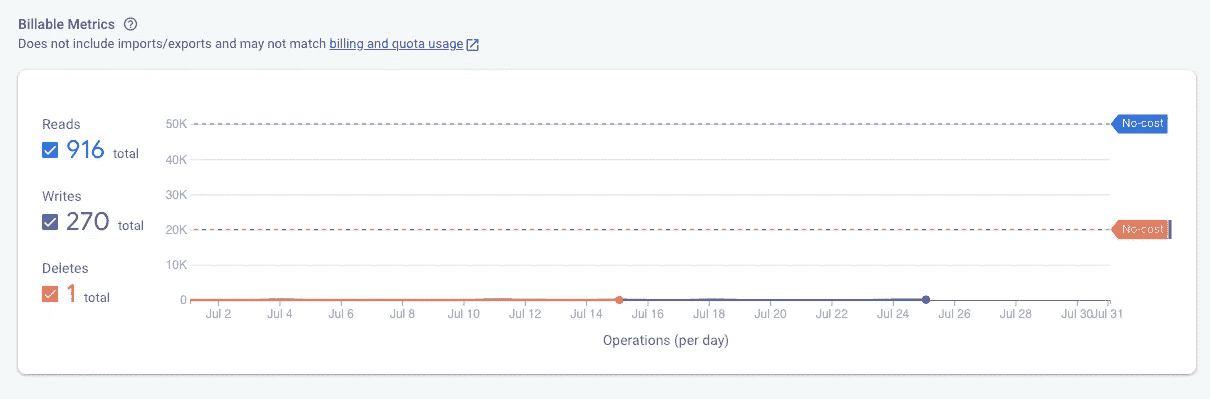 Billable Metrics
Does not include imports/exports and may not match billing and quota usage
Reads
916 total
Writes
270 total
Deletes
1 total
50K
40K
30K
20K
10K
0
No-cost
No-cost
Jul 2 Jul 4 Jul 6 Jul 8 Jul 10 Jul 12 Jul 14 Jul 16 Jul 18 Jul 20 Jul 22 Jul 24 Jul 26 Jul 28 Jul 30 Jul 31
Operations (per day)